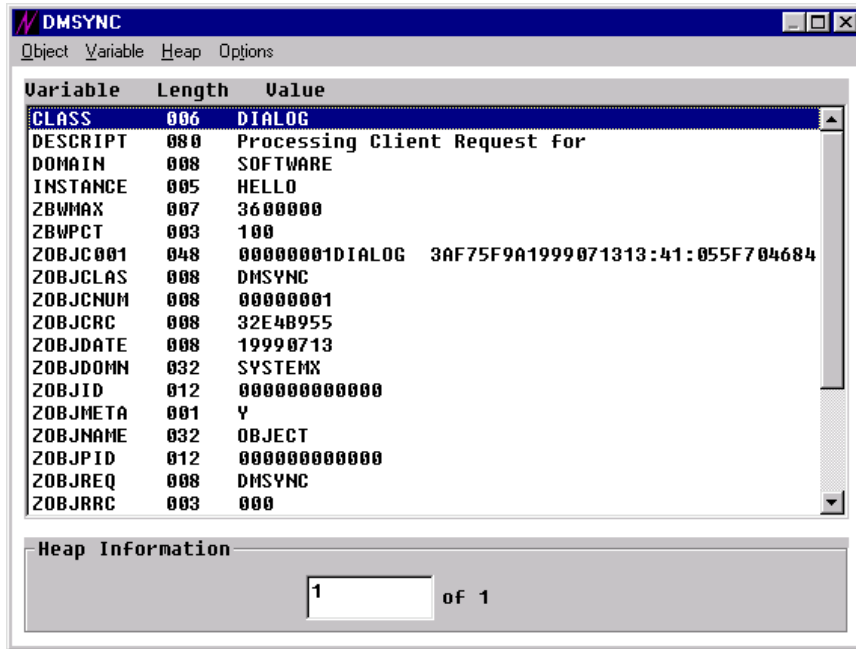 DMSYNC
Object Variable Heap Options
Variable Length Value
CLASS 006 DIALOG
DESCRIPT 080 Processing Client Request for
DOMAIN 008 SOFTWARE
INSTANCE 005 HELLO
ZBWMAX 007 3600000
ZBWPCT 003 100
ZOBJC001 048 00000001DIALOG 3AF75F9A1999071313:41:055F704684
ZOBJCLAS 008 DMSYNC
ZOBJCNUM 008 00000001
ZOBJCRC 008 32E4B955
ZOBJDATE 008 19990713
ZOBJDOMN 032 SYSTEMX
ZOBJID 012 000000000000
ZOBJMETA 001 Y
ZOBJNAME 032 OBJECT
ZOBJPID 012 000000000000
ZOBJREQ 008 DMSYNC
ZOBJRRC 003 000
Heap Information
1 of 1